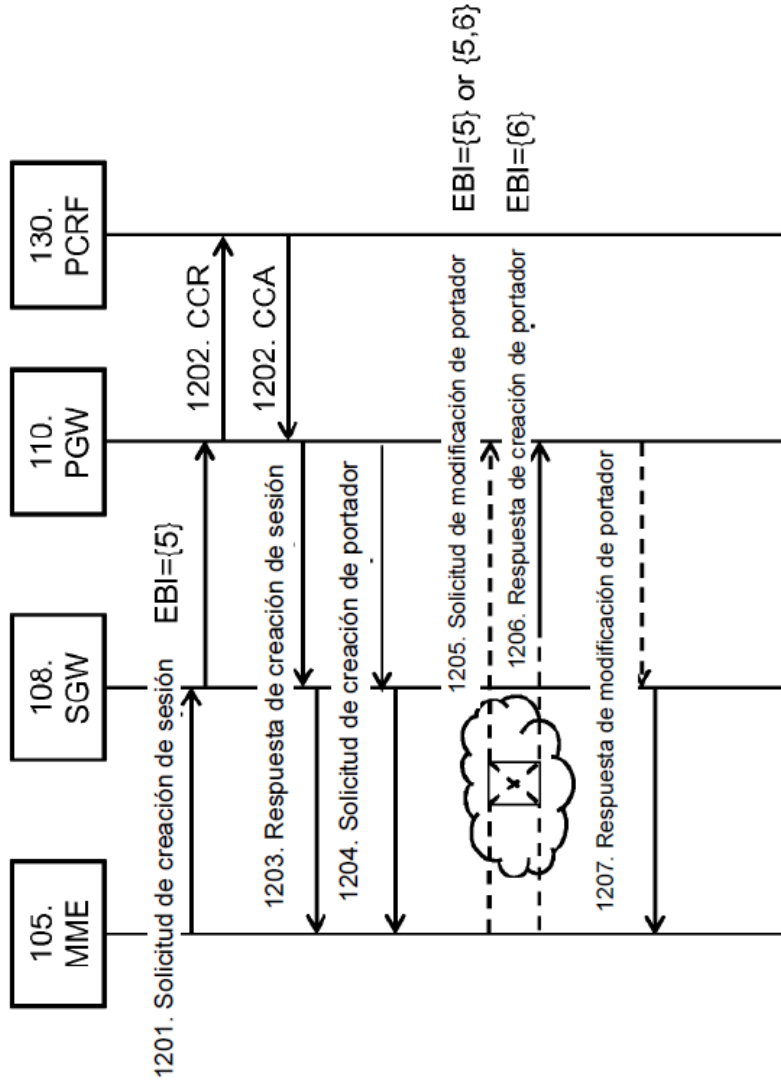 105.
MME
108.
SGW
110.
PGW
130.
PCRF
1201. Solicitud de creación de sesión
EBI={5}
1202. CCR
1202. CCA
1203. Respuesta de creación de sesión
1204. Solicitud de creación de portador
1205. Solicitud de modificación de portador
EBI={5} or {5,6}
1206. Respuesta de creación de portador
EBI={6}
1207. Respuesta de modificación de portador